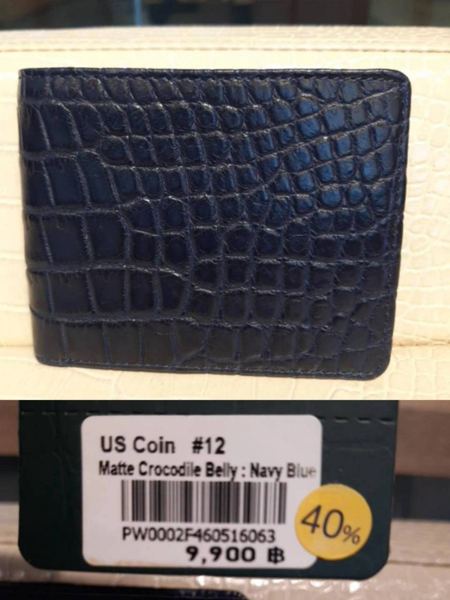 US Coin #12
Matte Crocodile Belly : Navy Blue
PW0002F460516063
9,900 ฿
40%